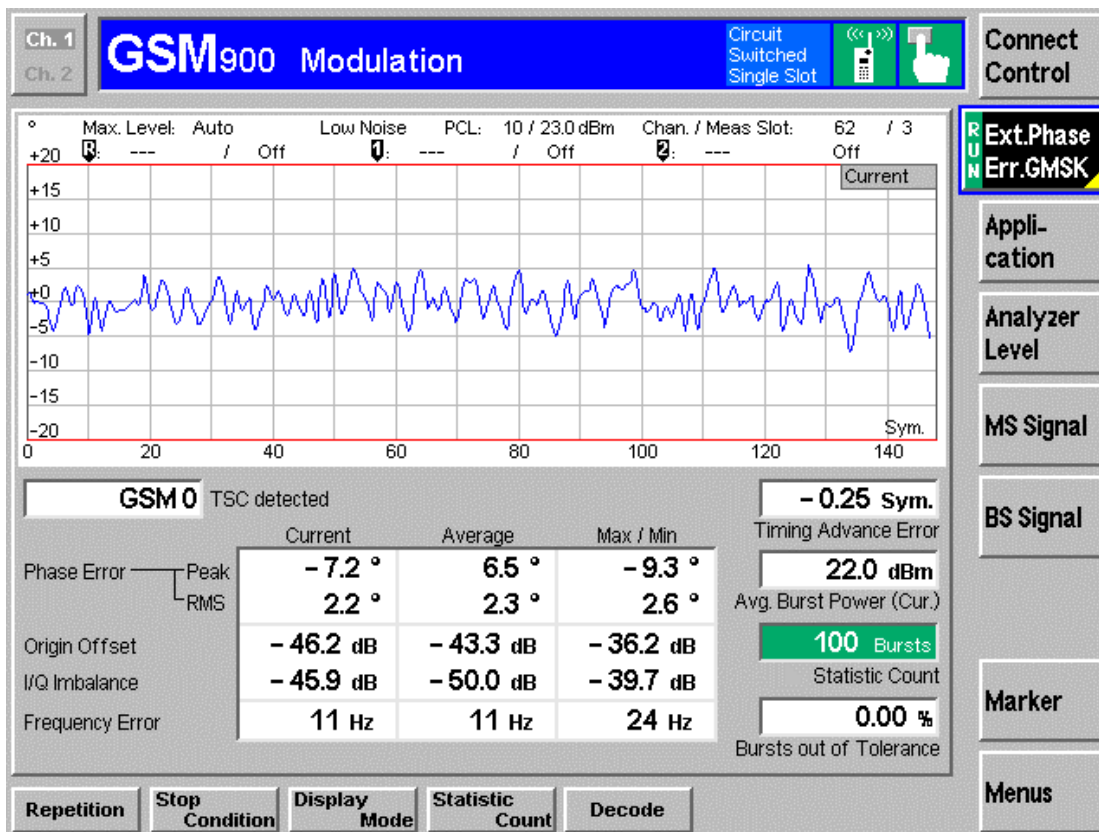 Ch. 1
Ch. 2
GSM900 Modulation
Circuit
Switched
Single Slot
Connect
Control
° Max. Level: Auto Low Noise PCL: 10 / 23.0 dBm Chan. / Meas Slot: 62 / 3
R: --- / Off 1: --- / Off 2: --- Off
Current
+20
+15
+10
+5
+0
-5
-10
-15
-20
Sym.
0 20 40 60 80 100 120 140
RUN
Ext.Phase
Err.GMSK
Appli-
cation
Analyzer
Level
MS Signal
BS Signal
Marker
Menus
GSM 0 TSC detected
Current Average Max / Min
Phase Error Peak - 7.2 ° 6.5 ° - 9.3 °
RMS 2.2 ° 2.3 ° 2.6 °
Origin Offset - 46.2 dB - 43.3 dB - 36.2 dB
I/Q Imbalance - 45.9 dB - 50.0 dB - 39.7 dB
Frequency Error 11 Hz 11 Hz 24 Hz
- 0.25 Sym.
Timing Advance Error
22.0 dBm
Avg. Burst Power (Cur.)
100 Bursts
Statistic Count
0.00 %
Bursts out of Tolerance
Repetition
Stop
Condition
Display
Mode
Statistic
Count
Decode